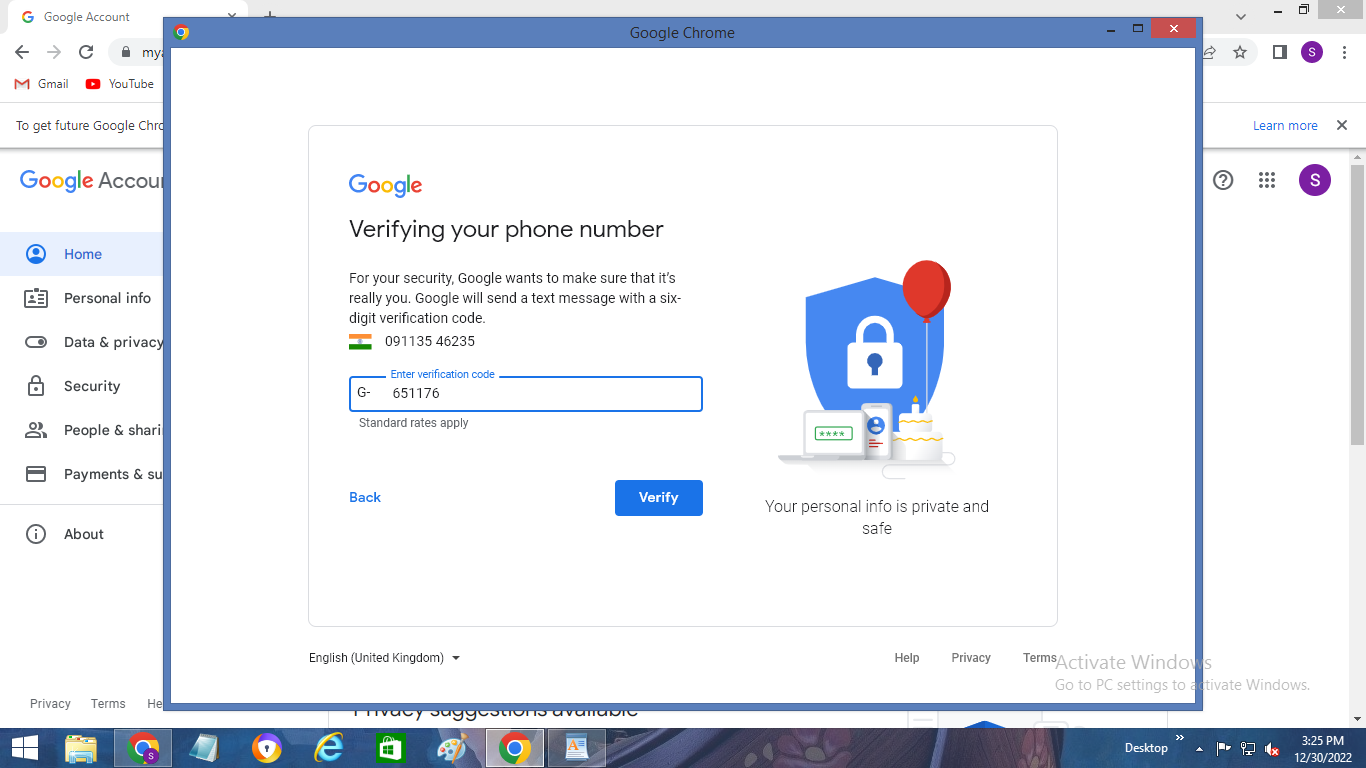 Google Account
Google Chrome
mya
S
Gmail
YouTube
To get future Google Chro
Learn more
Google Accou
S
Home
Personal info
Data & privacy
Security
People & shari
Payments & su
About
Google
Verifying your phone number
For your security, Google wants to make sure that it's
really you. Google will send a text message with a six-
digit verification code.
091135 46235
Enter verification code
G- 651176
Standard rates apply
Back
Verify
****
Your personal info is private and
safe
English (United Kingdom)
Help Privacy Terms
Activate Windows
Go to PC settings to activate Windows.
Privacy Terms He
Privacy suggestions available
S
Desktop
3:25 PM
12/30/2022